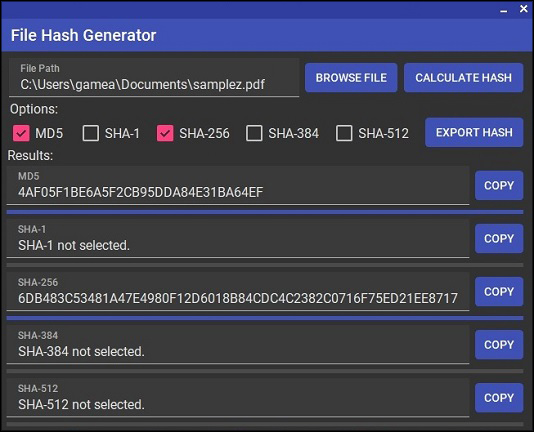 File Hash Generator
File Path
C:\Users\gamea\Documents\samplez.pdf
BROWSE FILE
CALCULATE HASH
Options:
MD5
SHA-1
SHA-256
SHA-384
SHA-512
EXPORT HASH
Results:
MD5
4AF05F1BE6A5F2CB95DDA84E31BA64EF
COPY
SHA-1
SHA-1 not selected.
COPY
SHA-256
6DB483C53481A47E4980F12D6018B84CDC4C2382C0716F75ED21EE8717
COPY
SHA-384
SHA-384 not selected.
COPY
SHA-512
SHA-512 not selected.
COPY